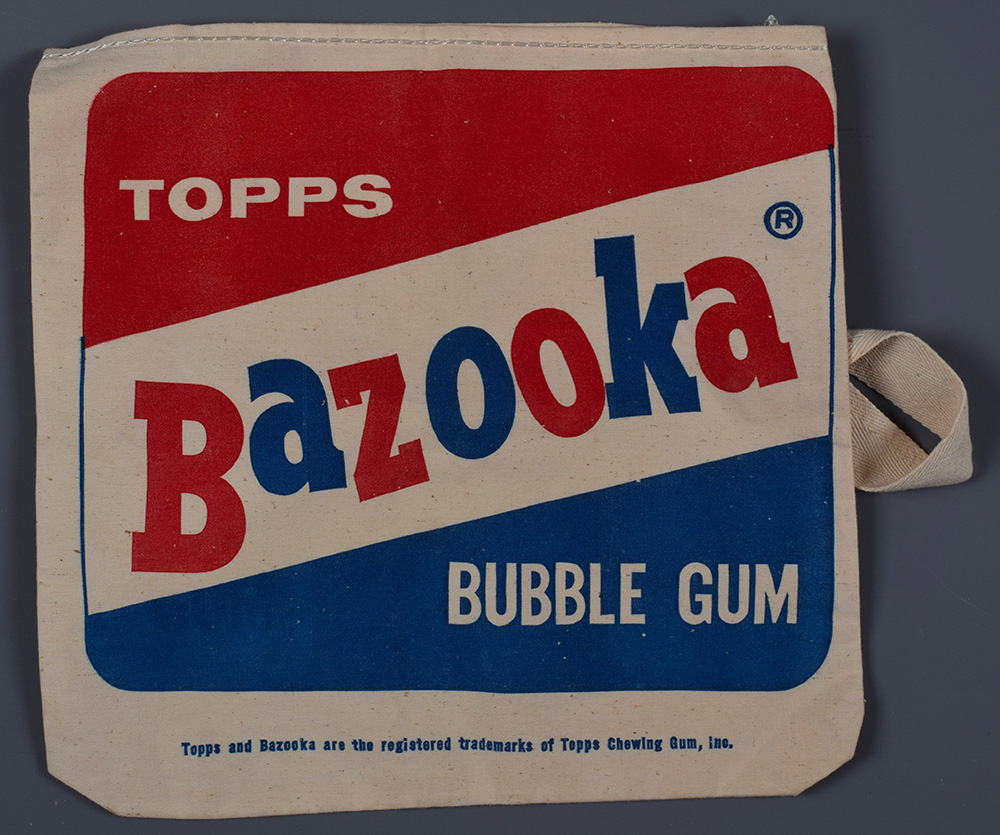 TOPPS
®
Bazooka
BUBBLE GUM
Topps and Bazooka are the registered trademarks of Topps Chewing Gum, Inc.